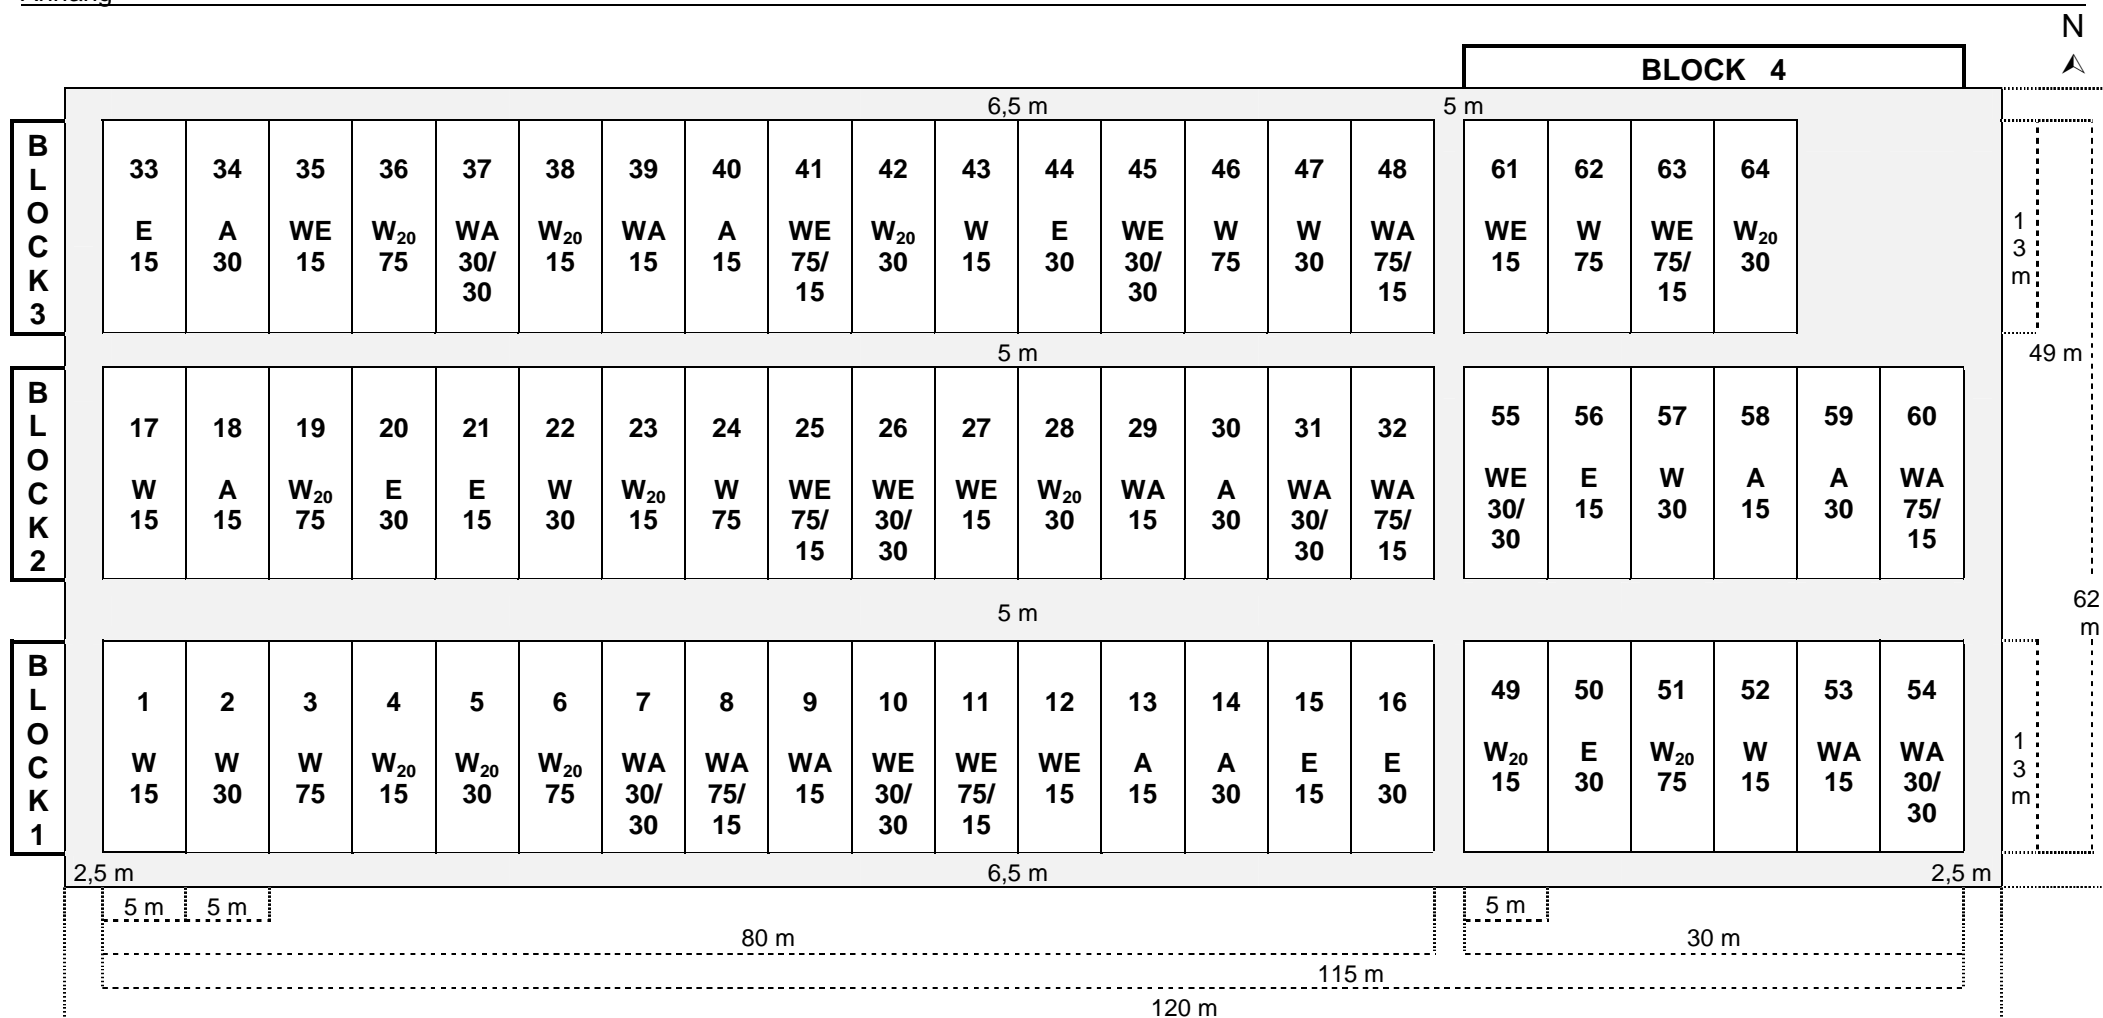 Anhang
N
BLOCK 4
6,5 m 5 m
BLOCK3
33 34 35 36 37 38 39 40 41 42 43 44 45 46 47 48 61 62 63 64
E A WE W20 WA W20 WA A WE W20 W E WE W W WA WE W WE W20
15 30 15 75 30/ 15 15 15 75/ 30 15 30 30/ 75 30 75/ 15 75 75/ 30
30 15 30 15 15
13m
5 m
49 m
BLOCK2
17 18 19 20 21 22 23 24 25 26 27 28 29 30 31 32 55 56 57 58 59 60
W A W20 E E W W20 W WE WE WE W20 WA A WA WA WE E W A A WA
15 15 75 30 15 30 15 75 75/ 30/ 15 30 15 30 30/ 75/ 30/ 15 30 15 30 75/
15 30 30 15 30 15
5 m
62 m
BLOCK1
1 2 3 4 5 6 7 8 9 10 11 12 13 14 15 16 49 50 51 52 53 54
W W W W20 W20 W20 WA WA WA WE WE WE A A E E W20 E W20 W WA WA
15 30 75 15 30 75 30/ 75/ 15 30/ 75/ 15 15 30 15 30 15 30 75 15 15 30/
30 15 30 15 30
13m
2,5 m 6,5 m 2,5 m
5 m 5 m 5 m
80 m 30 m
115 m
120 m